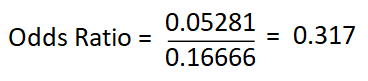 Odds Ratio = 0.05281 / 0.16666 = 0.317